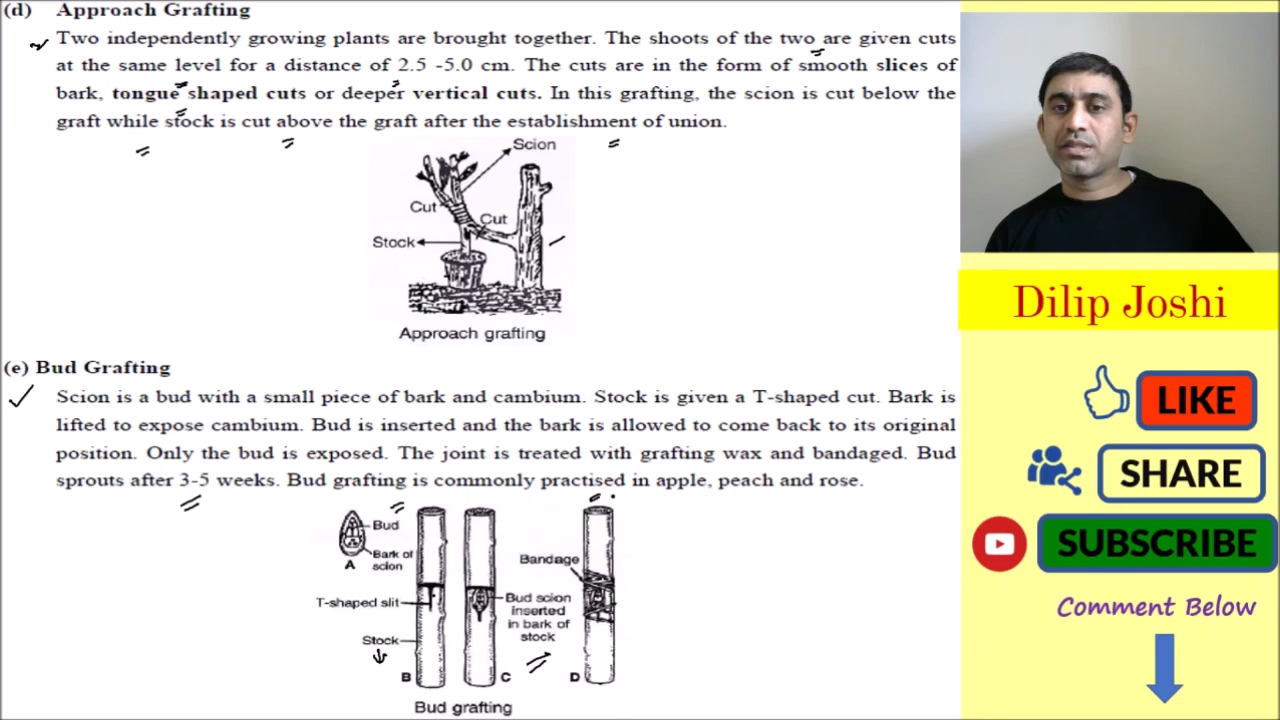 (d) Approach Grafting
Two independently growing plants are brought together. The shoots of the two are given cuts
at the same level for a distance of 2.5 -5.0 cm. The cuts are in the form of smooth slices of
bark, tongue shaped cuts or deeper vertical cuts. In this grafting, the scion is cut below the
graft while stock is cut above the graft after the establishment of union.
Scion
Cut
Cut
Stock
Approach grafting
(e) Bud Grafting
Scion is a bud with a small piece of bark and cambium. Stock is given a T-shaped cut. Bark is
lifted to expose cambium. Bud is inserted and the bark is allowed to come back to its original
position. Only the bud is exposed. The joint is treated with grafting wax and bandaged. Bud
sprouts after 3-5 weeks. Bud grafting is commonly practised in apple, peach and rose.
Bud
Bark of
scion
A
T-shaped slit
Stock
B
Bud scion
inserted
in bark of
stock
C
Bandage
D
Bud grafting
Dilip Joshi
LIKE
SHARE
SUBSCRIBE
Comment Below